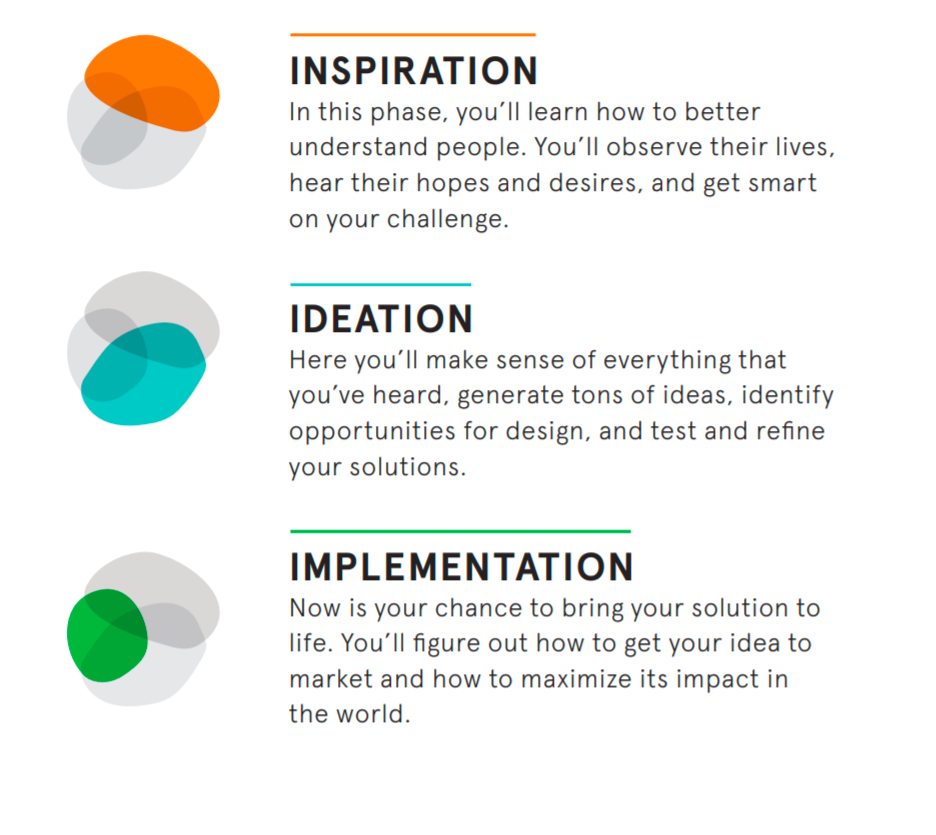 INSPIRATION
In this phase, you’ll learn how to better
understand people. You’ll observe their lives,
hear their hopes and desires, and get smart
on your challenge.
IDEATION
Here you’ll make sense of everything that
you’ve heard, generate tons of ideas, identify
opportunities for design, and test and refine
your solutions.
IMPLEMENTATION
Now is your chance to bring your solution to
life. You’ll figure out how to get your idea to
market and how to maximize its impact in
the world.